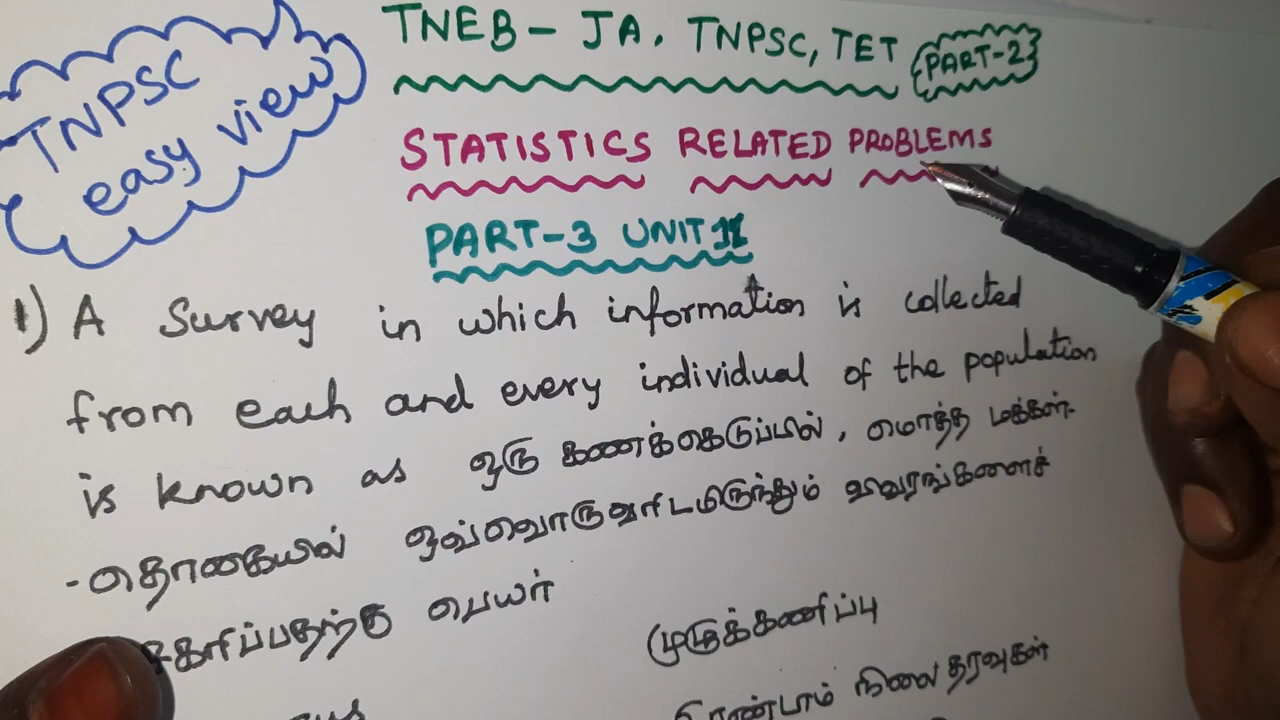 TNPSC
easy view
TNEB – JA, TNPSC, TET
PART-2
STATISTICS RELATED PROBLEMS
PART-3 UNIT
1) A Survey in which information is collected
from each and every individual of the population
is known as ஒரு கணக்கெடுப்பில், மொத்த மக்கள்-
-தொகையில் ஒவ்வொருவரிடமிருந்தும் விவரங்களைச்
சேகரிப்பதற்கு பெயர்
முழுக்கணிப்பு
இரண்டாம் நிலை தரவுகள்